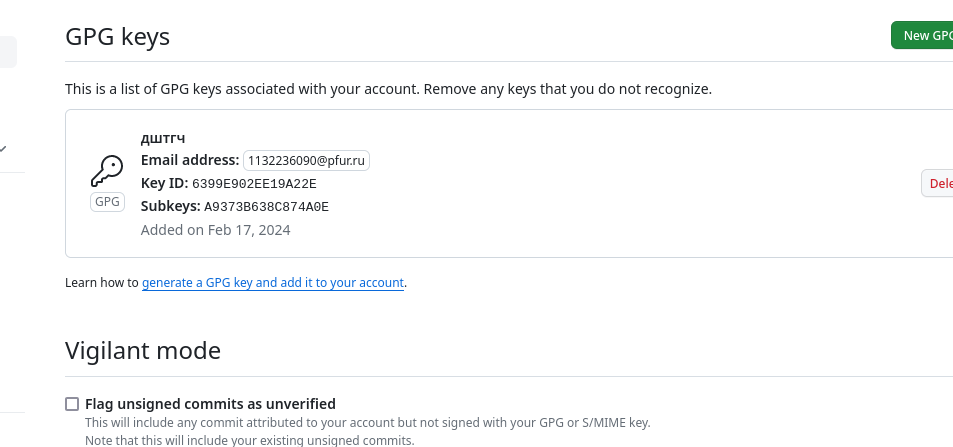 GPG keys
New GPG
This is a list of GPG keys associated with your account. Remove any keys that you do not recognize.
дштгч
Email address: 1132236090@pfur.ru
Key ID: 6399E902EE19A22E
GPG
Subkeys: A9373B638C874A0E
Dele
Added on Feb 17, 2024
Learn how to generate a GPG key and add it to your account.
Vigilant mode
Flag unsigned commits as unverified
This will include any commit attributed to your account but not signed with your GPG or S/MIME key.
Note that this will include your existing unsigned commits.